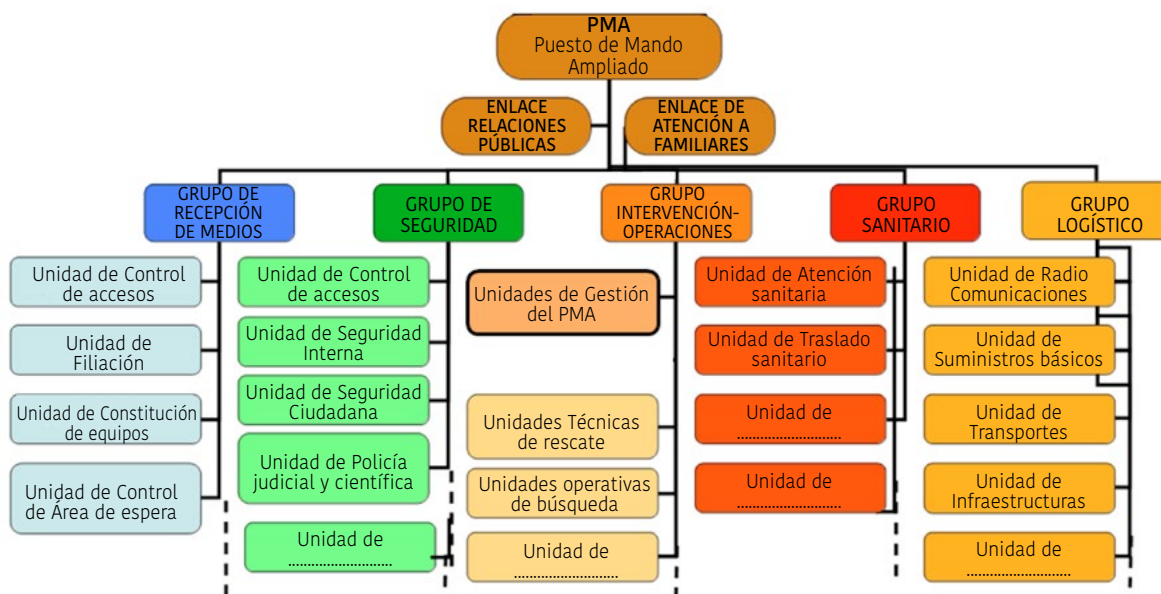 PMA
Puesto de Mando
Ampliado
ENLACE
RELACIONES
PÚBLICAS
ENLACE DE
ATENCIÓN A
FAMILIARES
GRUPO DE
RECEPCIÓN
DE MEDIOS
GRUPO DE
SEGURIDAD
GRUPO
INTERVENCIÓN-
OPERACIONES
GRUPO
SANITARIO
GRUPO
LOGÍSTICO
Unidad de Control
de accesos
Unidad de
Filiación
Unidad de Constitución
de equipos
Unidad de Control
de Área de espera
Unidad de Control
de accesos
Unidad de Seguridad
Interna
Unidad de Seguridad
Ciudadana
Unidad de Policía
judicial y científica
Unidad de
............................
Unidades de Gestión
del PMA
Unidades Técnicas
de rescate
Unidades operativas
de búsqueda
Unidad de
............................
Unidad de Atención
sanitaria
Unidad de Traslado
sanitario
Unidad de
............................
Unidad de
............................
Unidad de Radio
Comunicaciones
Unidad de
Suministros básicos
Unidad de
Transportes
Unidad de
Infraestructuras
Unidad de
............................